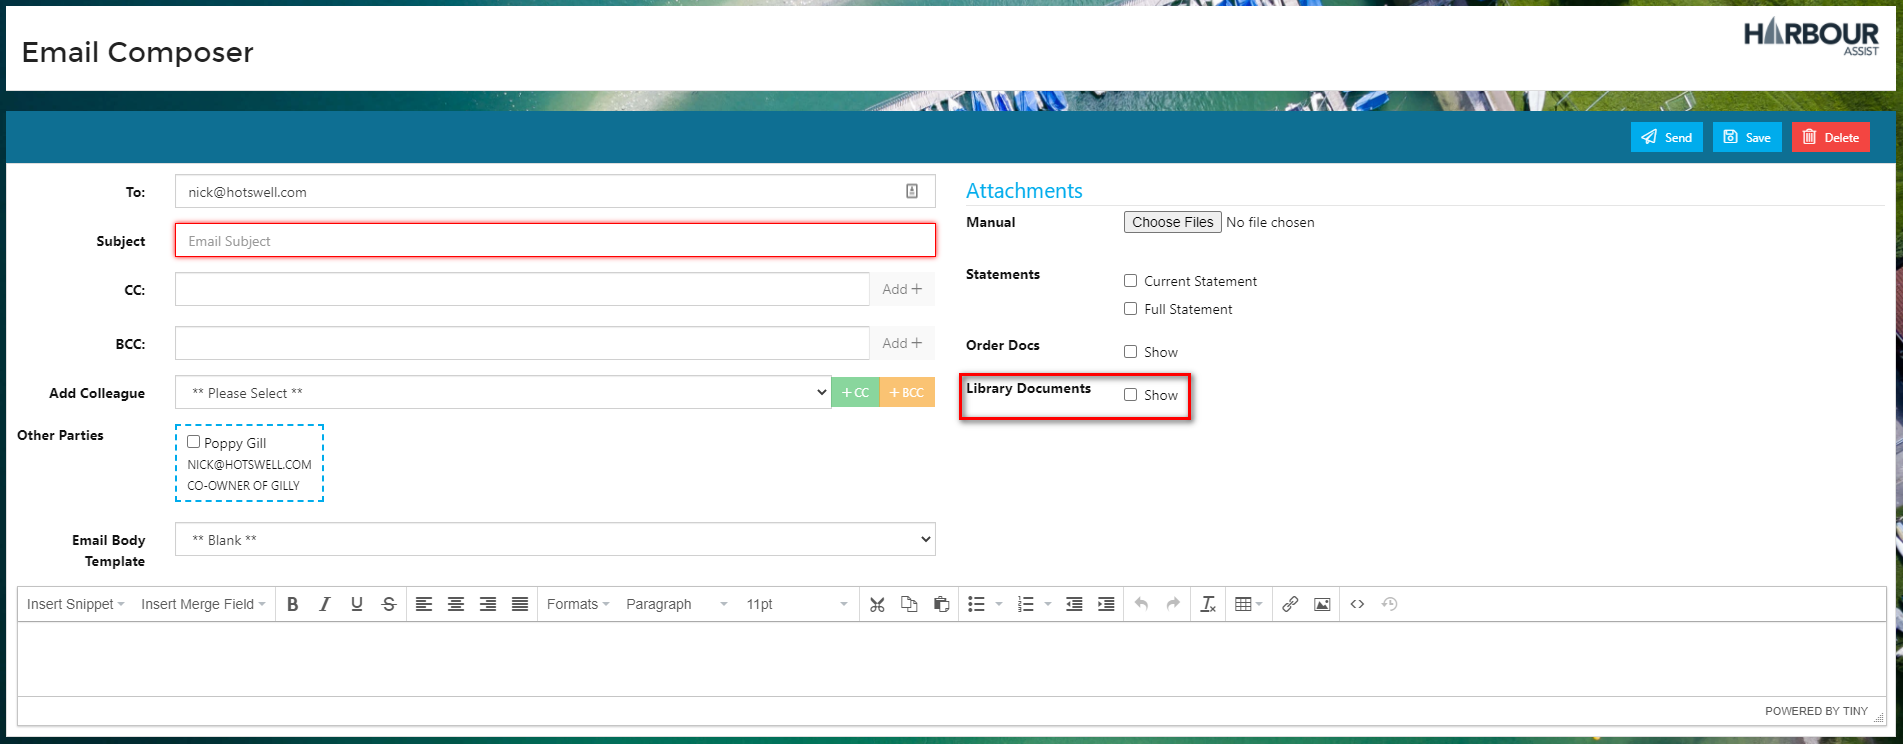 Email Composer
HARBOUR
ASSIST
Send Save Delete
To: nick@hotswell.com
Subject Email Subject
CC: Add +
BCC: Add +
Add Colleague ** Please Select ** + CC + BCC
Other Parties Poppy Gill
NICK@HOTSWELL.COM
CO-OWNER OF GILLY
Email Body
Template
** Blank **
Attachments
Manual Choose Files No file chosen
Statements Current Statement
Full Statement
Order Docs Show
Library Documents Show
Insert Snippet Insert Merge Field B I U S Formats Paragraph 11pt
POWERED BY TINY